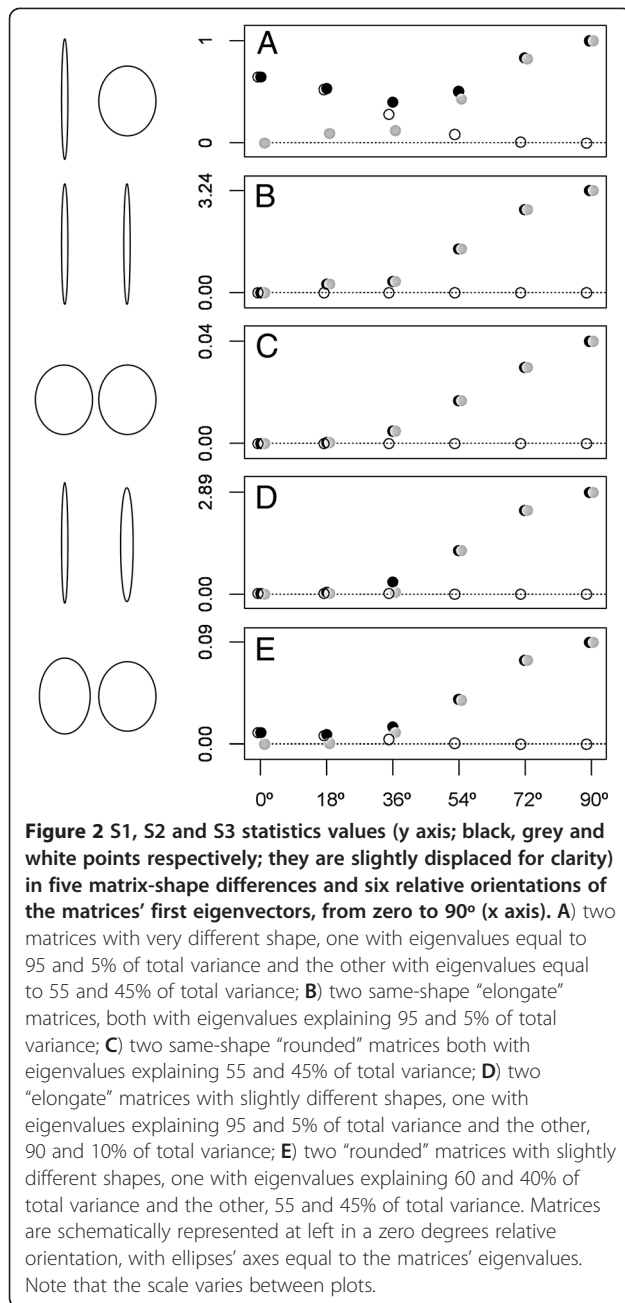 A
1
0
B
3.24
0.00
C
0.04
0.00
D
2.89
0.00
E
0.09
0.00
0º 18º 36º 54º 72º 90º
Figure 2 S1, S2 and S3 statistics values (y axis; black, grey and
white points respectively; they are slightly displaced for clarity)
in five matrix-shape differences and six relative orientations of
the matrices' first eigenvectors, from zero to 90º (x axis). A) two
matrices with very different shape, one with eigenvalues equal to
95 and 5% of total variance and the other with eigenvalues equal
to 55 and 45% of total variance; B) two same-shape “elongate”
matrices, both with eigenvalues explaining 95 and 5% of total
variance; C) two same-shape “rounded” matrices both with
eigenvalues explaining 55 and 45% of total variance; D) two
“elongate” matrices with slightly different shapes, one with
eigenvalues explaining 95 and 5% of total variance and the other,
90 and 10% of total variance; E) two “rounded” matrices with slightly
different shapes, one with eigenvalues explaining 60 and 40% of
total variance and the other, 55 and 45% of total variance. Matrices
are schematically represented at left in a zero degrees relative
orientation, with ellipses' axes equal to the matrices' eigenvalues.
Note that the scale varies between plots.